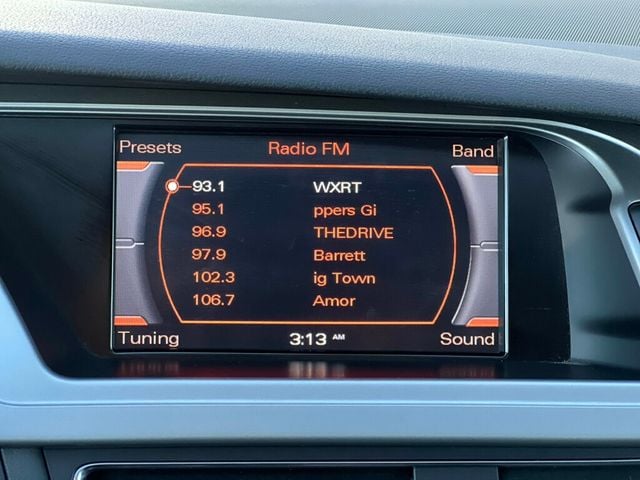 Presets Radio FM Band
93.1 WXRT
95.1 ppers Gi
96.9 THEDRIVE
97.9 Barrett
102.3 ig Town
106.7 Amor
Tuning 3:13 AM Sound